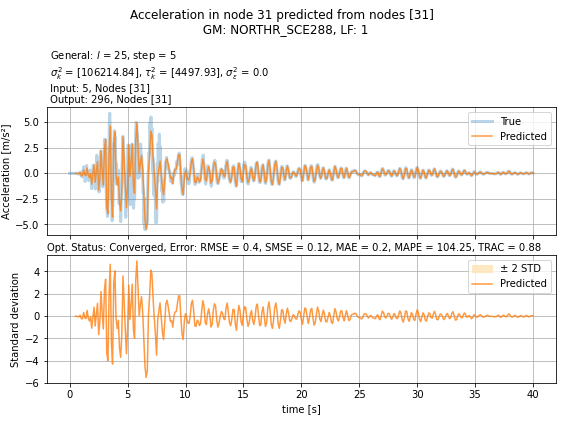 Acceleration in node 31 predicted from nodes [31]
GM: NORTHR_SCE288, LF: 1
General: l = 25, step = 5
σ²ₖ = [106214.84], τ²ₖ = [4497.93], σ²ε = 0.0
Input: 5, Nodes [31]
Output: 296, Nodes [31]
Acceleration [m/s²]
5.0
2.5
0.0
−2.5
−5.0
True
Predicted
Opt. Status: Converged, Error: RMSE = 0.4, SMSE = 0.12, MAE = 0.2, MAPE = 104.25, TRAC = 0.88
Standard deviation
4
2
0
−2
−4
−6
± 2 STD
Predicted
0 5 10 15 20 25 30 35 40
time [s]